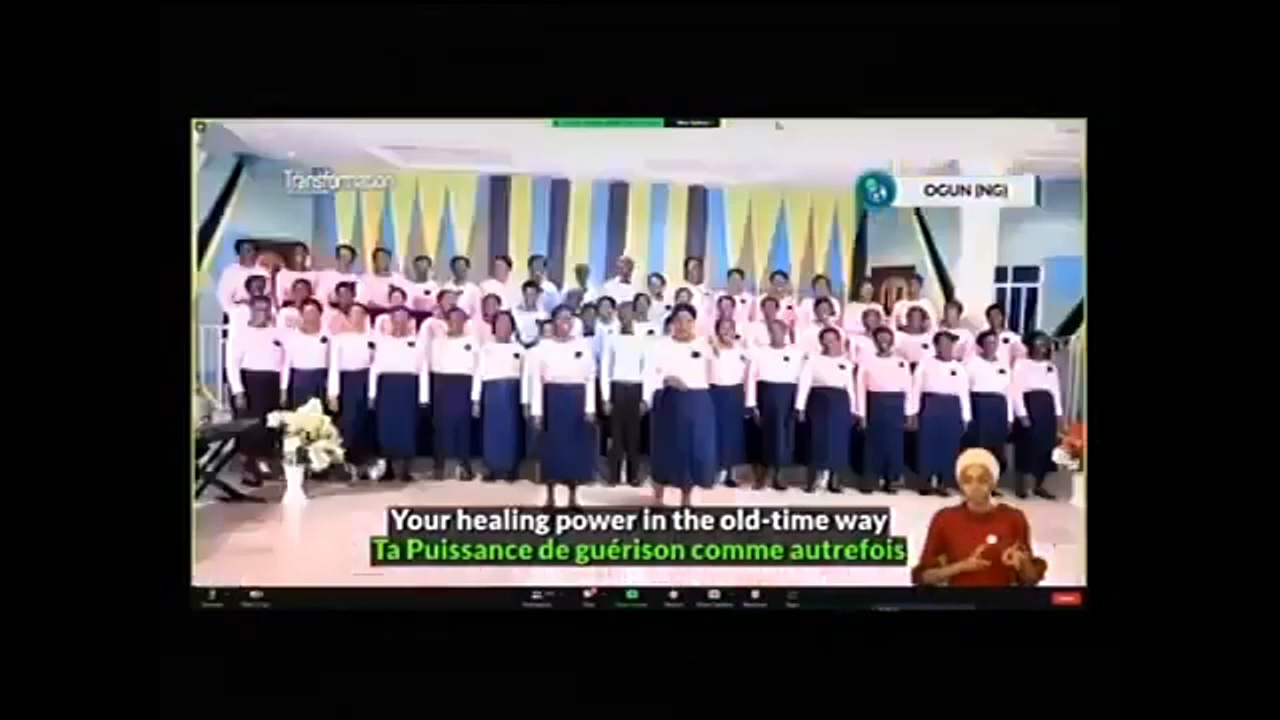 Transformation
OGUN (NG)
Your healing power in the old-time way
Ta Puissance de guérison comme autrefois